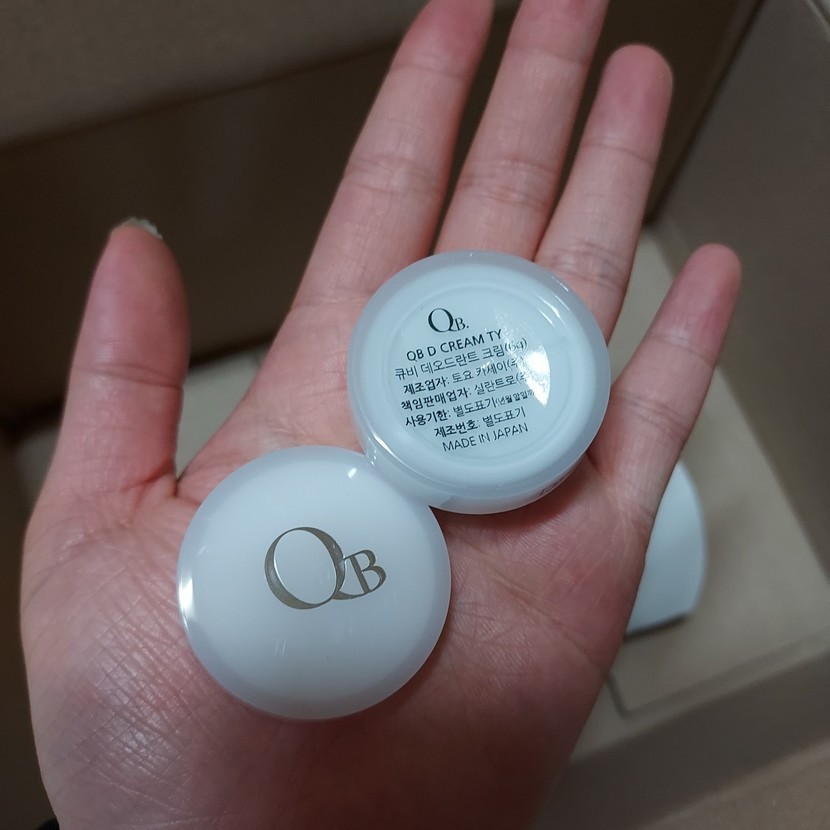 QB.
QB D CREAM TY
큐비 데오드란트 크림(6g)
제조업자: 토요 카세이(주)
책임판매업자: 실란트로(주)
사용기한: 별도표기
제조번호: 별도표기
MADE IN JAPAN
QB